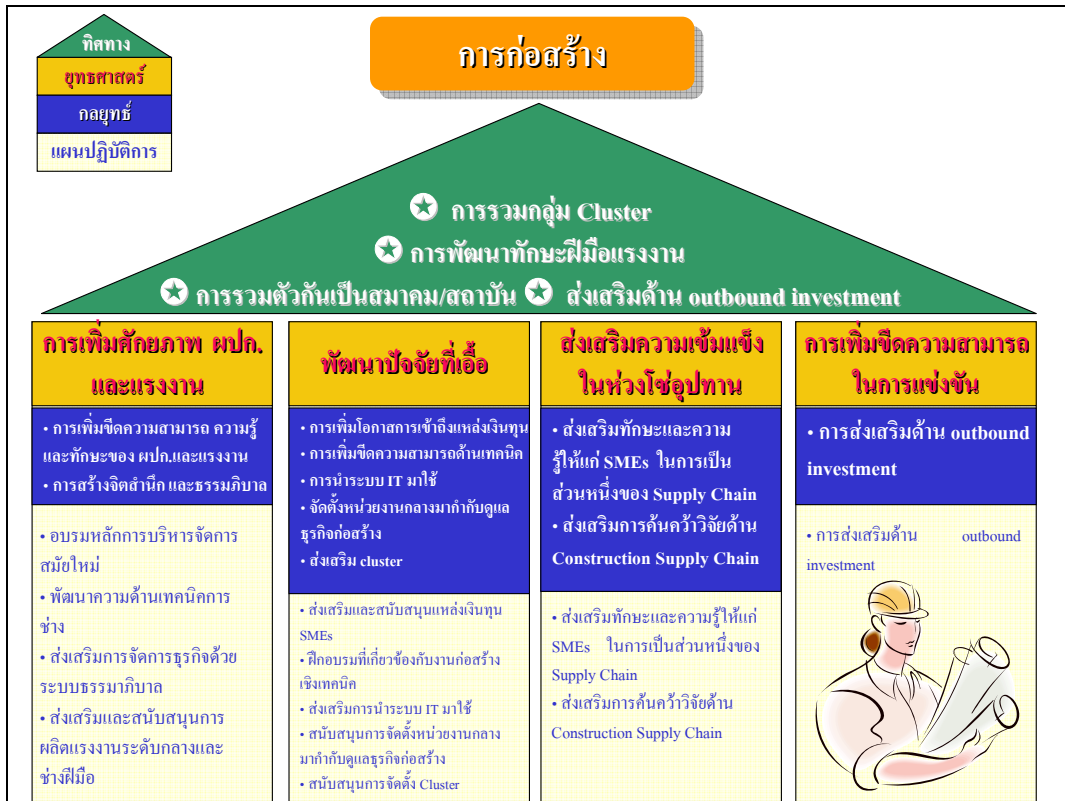 ทิศทาง
ยุทธศาสตร์
กลยุทธ์
แผนปฏิบัติการ
การก่อสร้าง
การรวมกลุ่ม Cluster
การพัฒนาทักษะฝีมือแรงงาน
การรวมตัวกันเป็นสมาคม/สถาบัน ส่งเสริมด้าน outbound investment
การเพิ่มศักยภาพ ผปก.
และแรงงาน
• การเพิ่มขีดความสามารถ ความรู้
และทักษะของ ผปก.และแรงงาน
• การสร้างจิตสำนึก และธรรมภิบาล
• อบรมหลักการบริหารจัดการ
สมัยใหม่
• พัฒนาความด้านเทคนิคการ
ช่าง
• ส่งเสริมการจัดการธุรกิจด้วย
ระบบธรรมาภิบาล
• ส่งเสริมและสนับสนุนการ
ผลิตแรงงานระดับกลางและ
ช่างฝีมือ
พัฒนาปัจจัยที่เอื้อ
• การเพิ่มโอกาสการเข้าถึงแหล่งเงินทุน
• การเพิ่มขีดความสามารถด้านเทคนิค
• การนำระบบ IT มาใช้
• จัดตั้งหน่วยงานกลางมากำกับดูแล
ธุรกิจก่อสร้าง
• ส่งเสริม cluster
• ส่งเสริมและสนับสนุนแหล่งเงินทุน
SMEs
• ฝึกอบรมที่เกี่ยวข้องกับงานก่อสร้าง
เชิงเทคนิค
• ส่งเสริมการนำระบบ IT มาใช้
• สนับสนุนการจัดตั้งหน่วยงานกลาง
มากำกับดูแลธุรกิจก่อสร้าง
• สนับสนุนการจัดตั้ง Cluster
ส่งเสริมความเข้มแข็ง
ในห่วงโซ่อุปทาน
• ส่งเสริมทักษะและความ
รู้ให้แก่ SMEs ในการเป็น
ส่วนหนึ่งของ Supply Chain
• ส่งเสริมการค้นคว้าวิจัยด้าน
Construction Supply Chain
• ส่งเสริมทักษะและความรู้ให้แก่
SMEs ในการเป็นส่วนหนึ่งของ
Supply Chain
• ส่งเสริมการค้นคว้าวิจัยด้าน
Construction Supply Chain
การเพิ่มขีดความสามารถ
ในการแข่งขัน
• การส่งเสริมด้าน outbound
investment
• การส่งเสริมด้าน outbound
investment